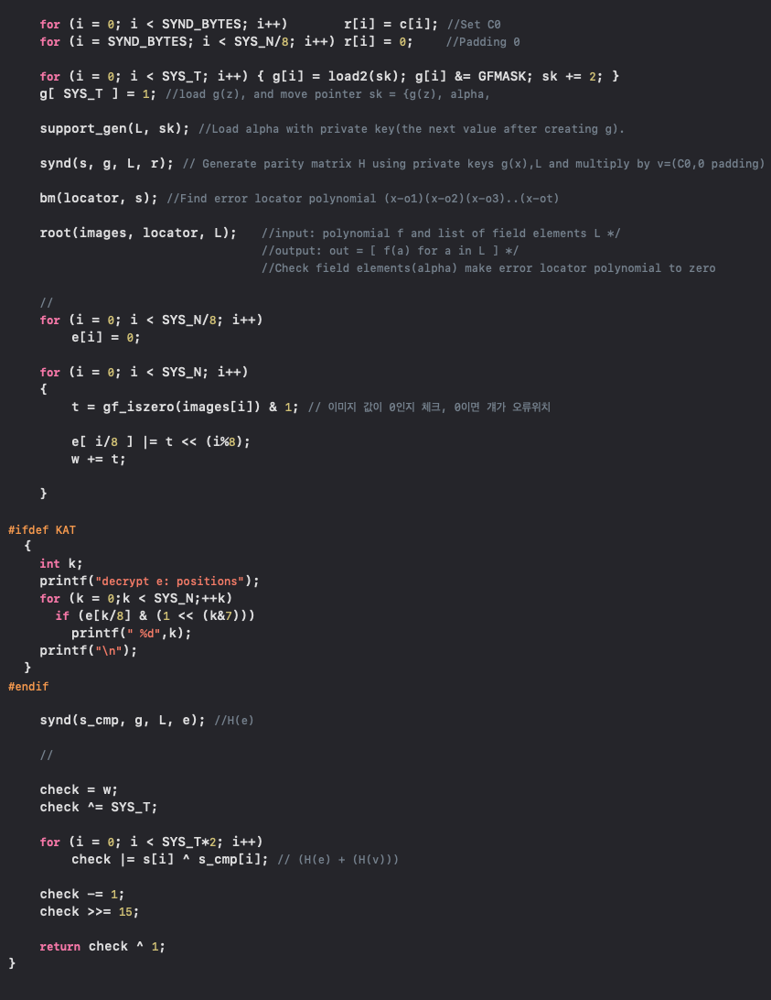 for (i = 0; i < SYND_BYTES; i++)       r[i] = c[i]; //Set C0
for (i = SYND_BYTES; i < SYS_N/8; i++) r[i] = 0;    //Padding 0
for (i = 0; i < SYS_T; i++) { g[i] = load2(sk); g[i] &= GFMASK; sk += 2; }
g[ SYS_T ] = 1; //load g(z), and move pointer sk = {g(z), alpha,
support_gen(L, sk); //Load alpha with private key(the next value after creating g).
synd(s, g, L, r); // Generate parity matrix H using private keys g(x),L and multiply by v=(C0,0 padding)
bm(locator, s); //Find error locator polynomial (x-o1)(x-o2)(x-o3)..(x-ot)
root(images, locator, L);   //input: polynomial f and list of field elements L */
//output: out = [ f(a) for a in L ] */
//Check field elements(alpha) make error locator polynomial to zero
//
for (i = 0; i < SYS_N/8; i++)
e[i] = 0;
for (i = 0; i < SYS_N; i++)
{
t = gf_iszero(images[i]) & 1; // 이미지 값이 0인지 체크, 0이면 걔가 오류위치
e[ i/8 ] |= t << (i%8);
w += t;
}
#ifdef KAT
{
int k;
printf("decrypt e: positions");
for (k = 0;k < SYS_N;++k)
if (e[k/8] & (1 << (k&7)))
printf(" %d",k);
printf("\n");
}
#endif
synd(s_cmp, g, L, e); //H(e)
//
check = w;
check ^= SYS_T;
for (i = 0; i < SYS_T*2; i++)
check |= s[i] ^ s_cmp[i]; // (H(e) + (H(v)))
check -= 1;
check >>= 15;
return check ^ 1;
}